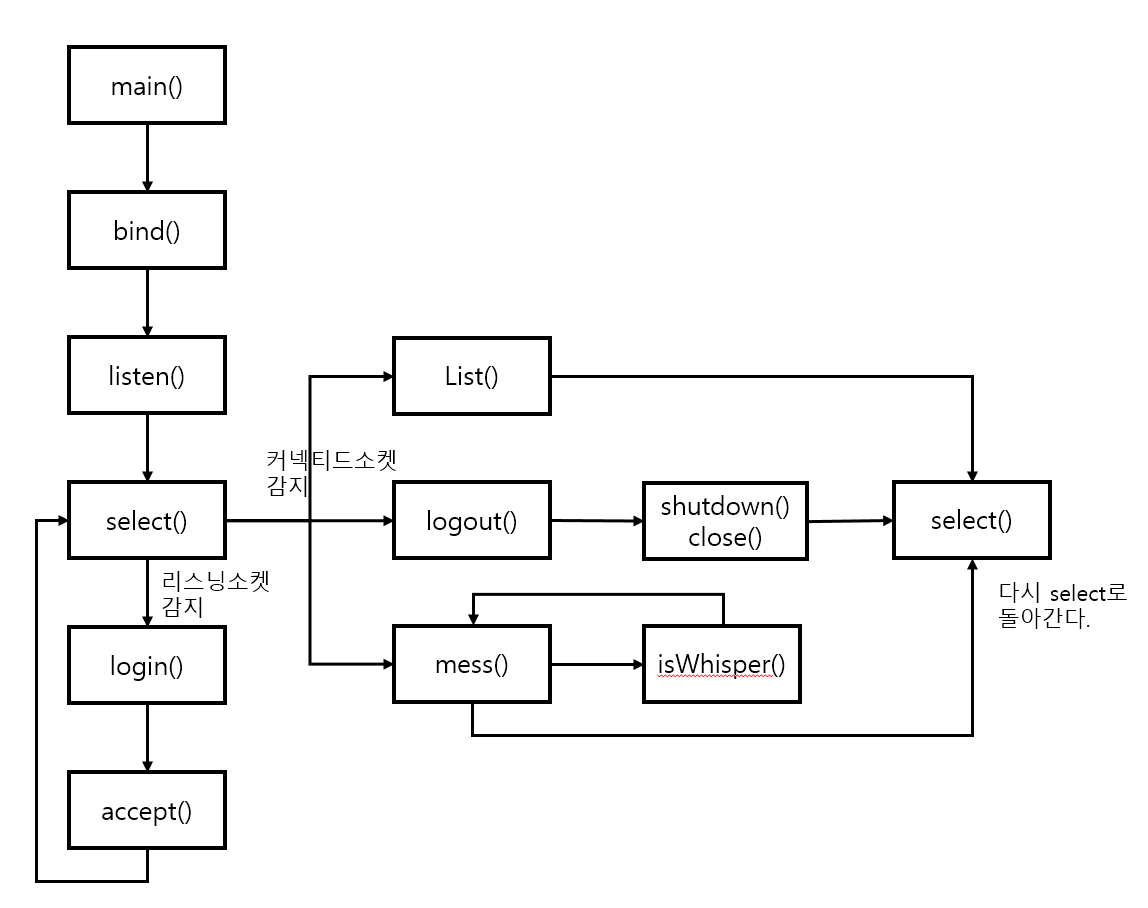 main()
bind()
listen()
List()
커넥티드소켓
감지
select()
logout()
shutdown()
close()
select()
리스닝소켓
감지
다시 select로
돌아간다.
login()
mess()
isWhisper()
accept()